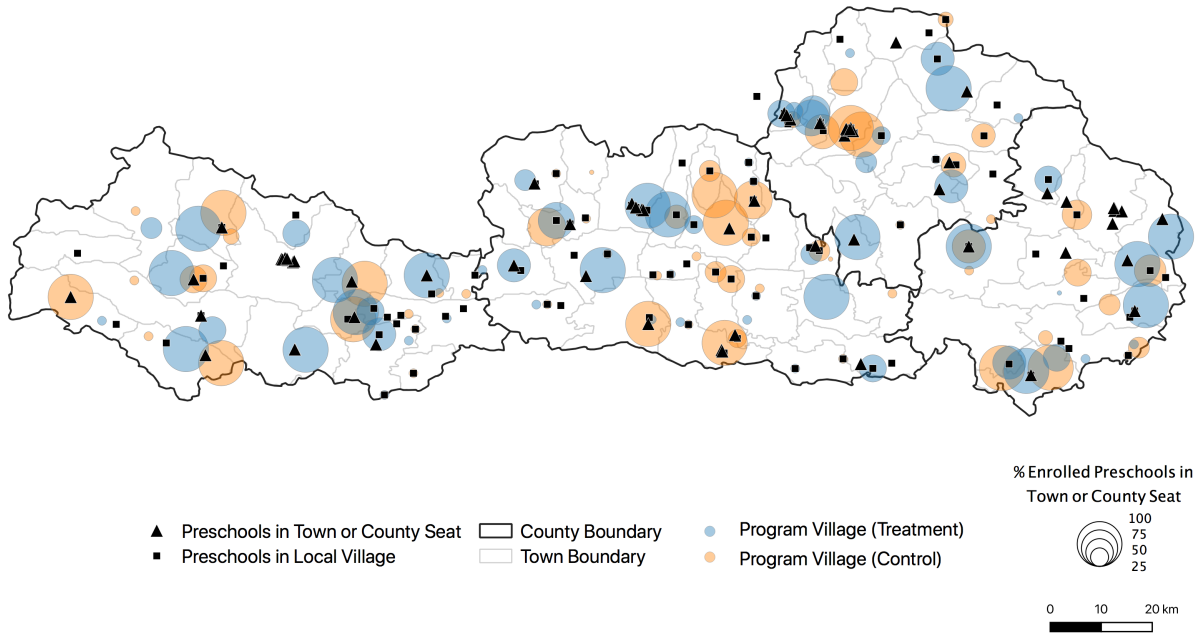 % Enrolled Preschools in
Town or County Seat
100
75
50
25
Preschools in Town or County Seat
Preschools in Local Village
County Boundary
Town Boundary
Program Village (Treatment)
Program Village (Control)
0 10 20 km